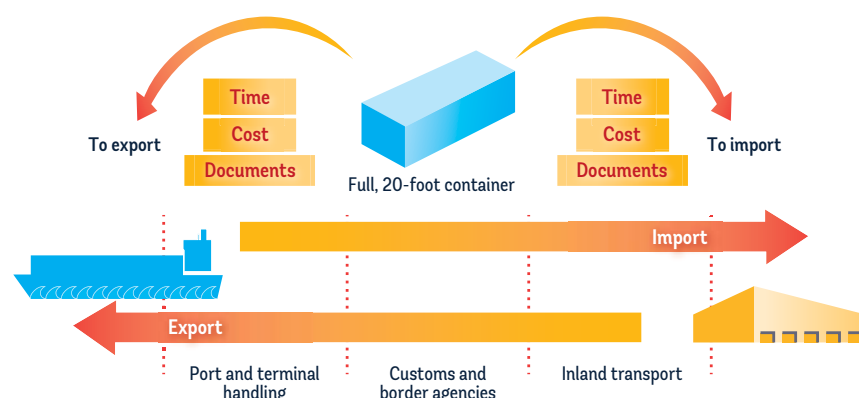 Time
Time
Cost
Cost
To export
To import
Documents
Documents
Full, 20-foot container
Import
Export
Port and terminal
handling
Customs and
border agencies
Inland transport